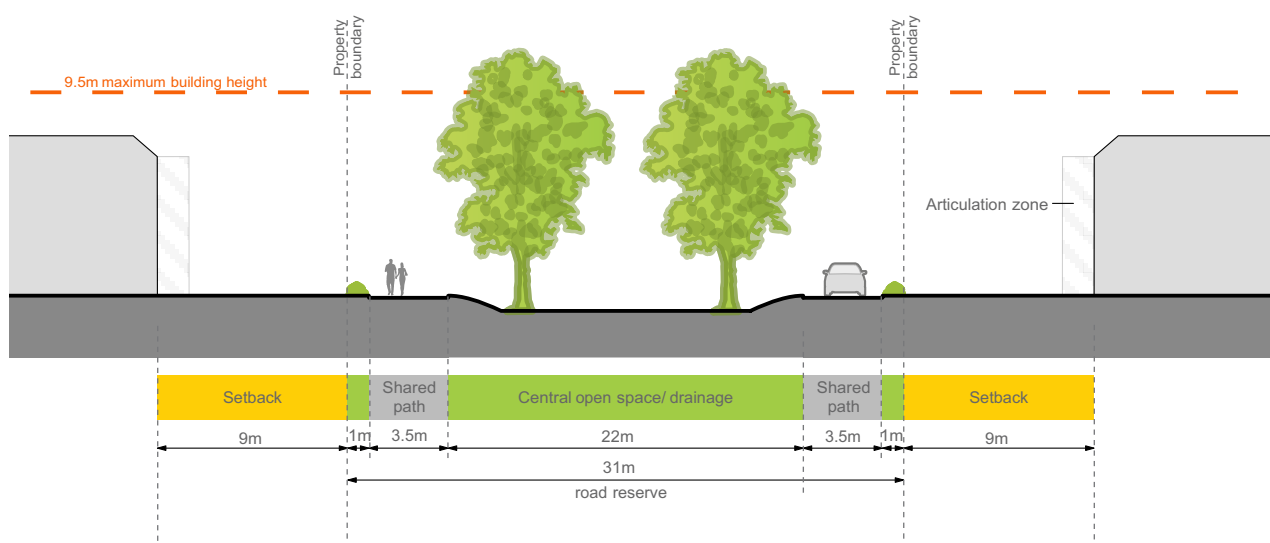 Property
boundary
Property
boundary
9.5m maximum building height
Articulation zone
Setback
Shared
path
Central open space/ drainage
Shared
path
Setback
9m
1m
3.5m
22m
3.5m
1m
9m
31m
road reserve